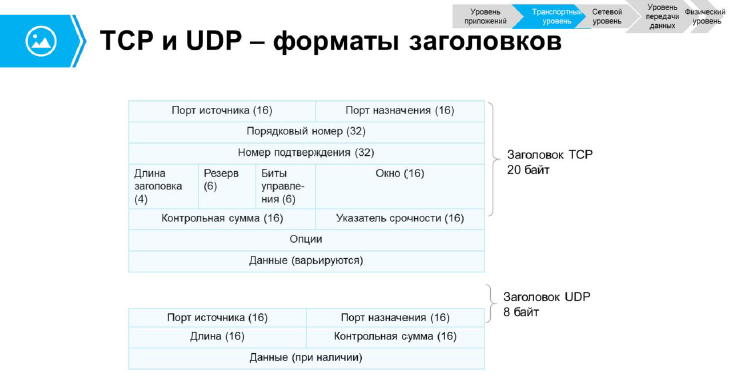 Уровень приложений
Транспортный уровень
Сетевой уровень
Уровень передачи данных
Физический уровень
TCP и UDP – форматы заголовков
Порт источника (16) Порт назначения (16)
Порядковый номер (32)
Номер подтверждения (32)
Длина заголовка (4) Резерв (6) Биты управле-ния (6) Окно (16)
Контрольная сумма (16) Указатель срочности (16)
Опции
Данные (варьируются)
Заголовок TCP
20 байт
Порт источника (16) Порт назначения (16)
Длина (16) Контрольная сумма (16)
Данные (при наличии)
Заголовок UDP
8 байт